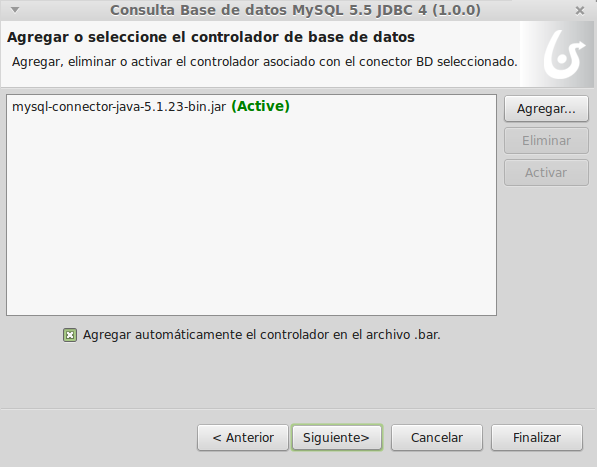 Consulta Base de datos MySQL 5.5 JDBC 4 (1.0.0)
Agregar o seleccione el controlador de base de datos
Agregar, eliminar o activar el controlador asociado con el conector BD seleccionado.
mysql-connector-java-5.1.23-bin.jar (Active)
Agregar...
Eliminar
Activar
Agregar automáticamente el controlador en el archivo .bar.
< Anterior
Siguiente>
Cancelar
Finalizar